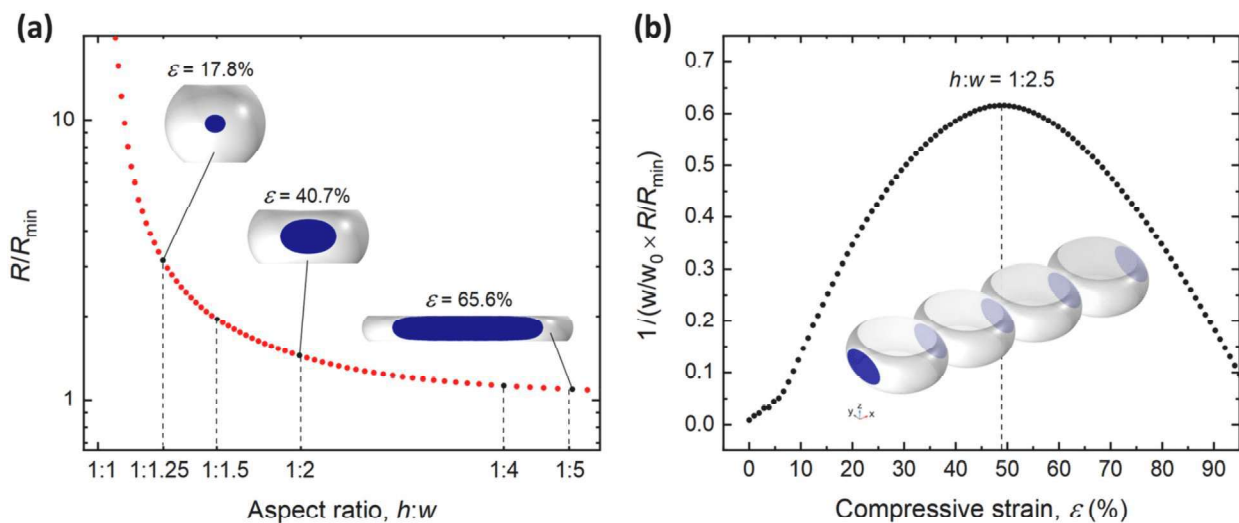 (a)
ε = 17.8%
ε = 40.7%
ε = 65.6%
10
1
R/Rmin
1:1 1:1.25 1:1.5 1:2 1:4 1:5
Aspect ratio, h:w
(b)
h:w = 1:2.5
0.7
0.6
0.5
0.4
0.3
0.2
0.1
0.0
1/(w/w0 × R/Rmin)
y z x
0 10 20 30 40 50 60 70 80 90
Compressive strain, ε (%)